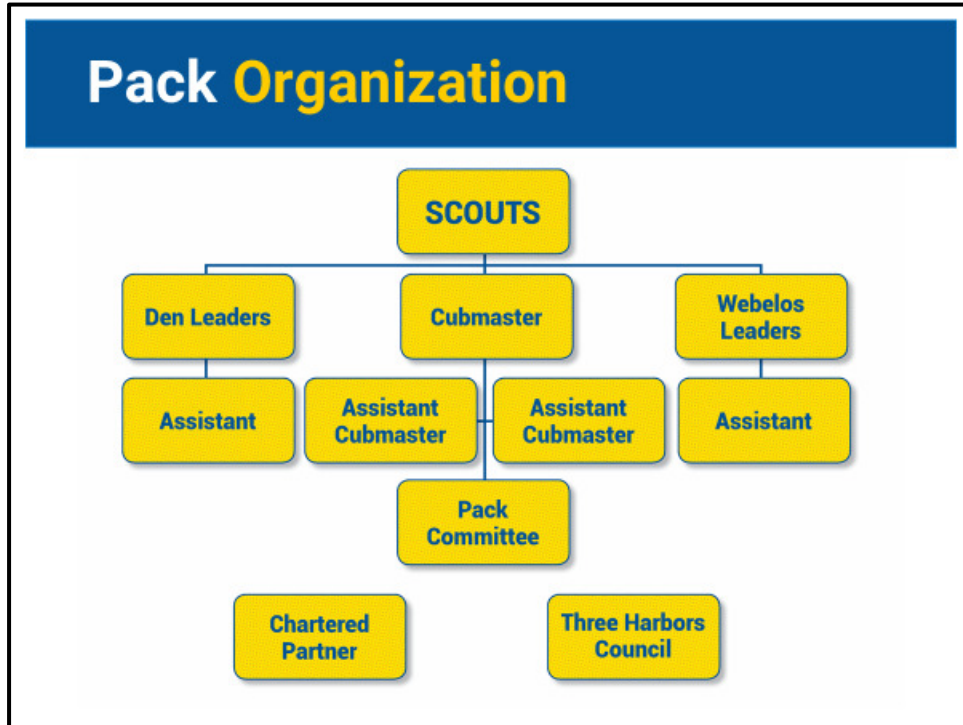 Pack Organization
SCOUTS
Den Leaders
Cubmaster
Webelos
Leaders
Assistant
Assistant
Cubmaster
Assistant
Cubmaster
Assistant
Pack
Committee
Chartered
Partner
Three Harbors
Council